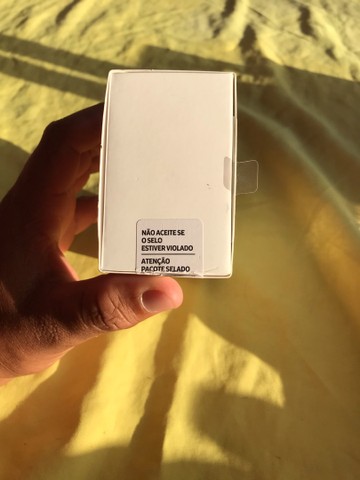 NÃO ACEITE SE
O SELO
ESTIVER VIOLADO
ATENÇÃO
PACOTE SELADO